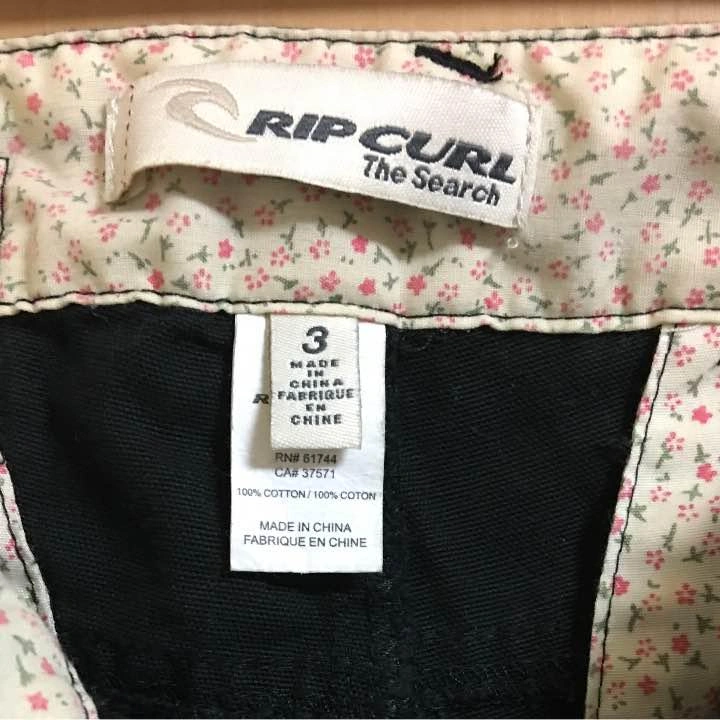 RIP CURL
The Search
3
MADE
IN
CHINA
R FABRIQUE
EN
CHINE
RN# 61744
CA# 37571
100% COTTON / 100% COTON
MADE IN CHINA
FABRIQUE EN CHINE